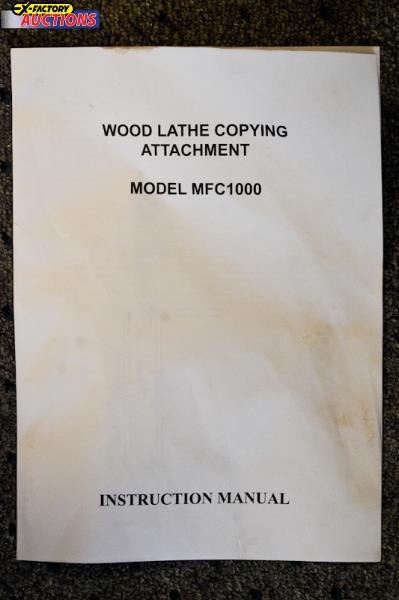 EX-FACTORY
AUCTIONS
WOOD LATHE COPYING
ATTACHMENT
MODEL MFC1000
INSTRUCTION MANUAL